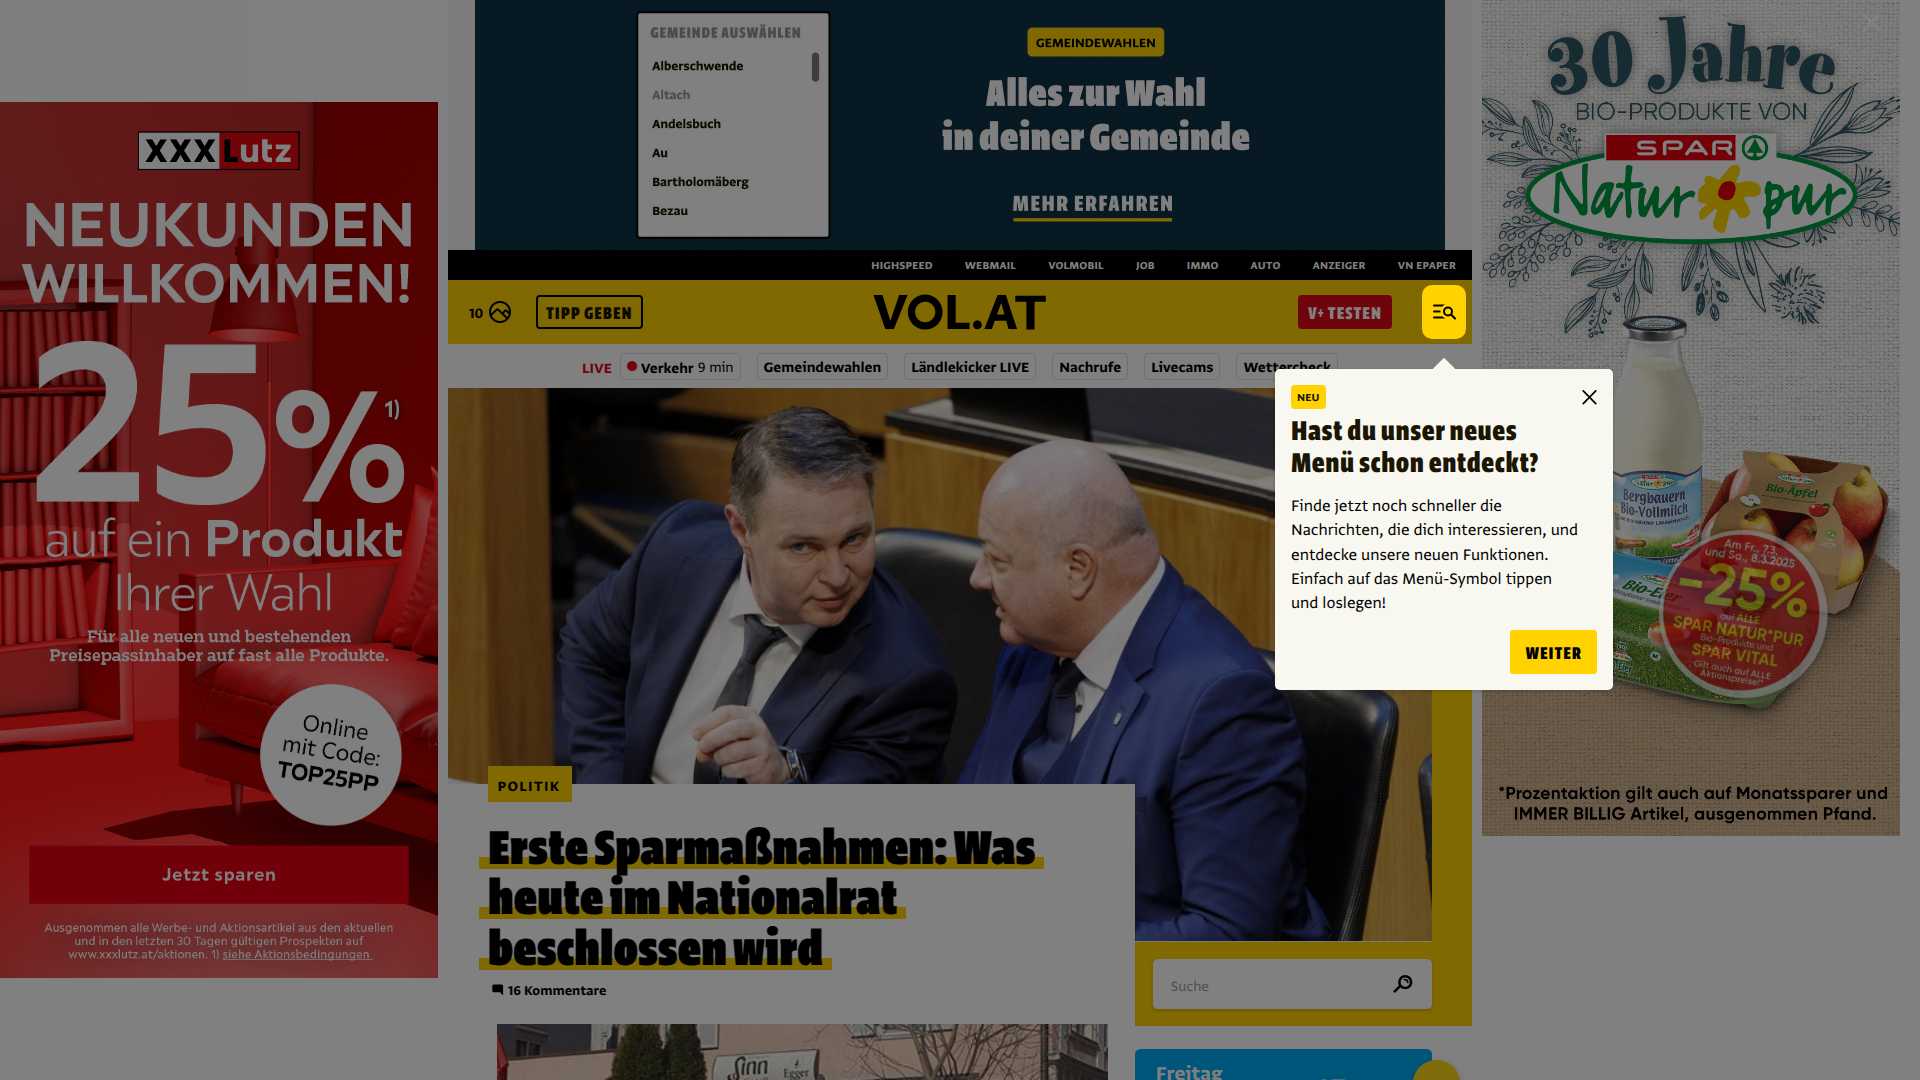 GEMEINDE AUSWÄHLEN
Alberschwende
Altach
Andelsbuch
Au
Bartholomäberg
Bezau
GEMEINDEWAHLEN
Alles zur Wahl
in deiner Gemeinde
MEHR ERFAHREN
30 Jahre
BIO-PRODUKTE VON
SPAR
Natur*pur
XXXLutz
NEUKUNDEN
WILLKOMMEN!
25%1)
auf ein Produkt
Ihrer Wahl
Für alle neuen und bestehenden
Preisepassinhaber auf fast alle Produkte.
Online
mit Code:
TOP25PP
Jetzt sparen
Ausgenommen alle Werbe- und Aktionsartikel aus den aktuellen
und in den letzten 30 Tagen gültigen Prospekten auf
www.xxxlutz.at/aktionen. 1) siehe Aktionsbedingungen
HIGHSPEED WEBMAIL VOLMOBIL JOB IMMO AUTO ANZEIGER VN EPAPER
10 TIPP GEBEN VOL.AT V+ TESTEN
LIVE Verkehr 9 min Gemeindewahlen Ländlekicker LIVE Nachrufe Livecams Wettercheck
NEU
Hast du unser neues
Menü schon entdeckt?
Finde jetzt noch schneller die
Nachrichten, die dich interessieren, und
entdecke unsere neuen Funktionen.
Einfach auf das Menü-Symbol tippen
und loslegen!
WEITER
Bergbauern
Bio-Vollmilch
Bio-Äpfel
Bio-Eier
Am Fr., 7.3.
und Sa., 8.3.2025
-25%
auf ALLE
SPAR NATUR*PUR
Bio-Produkte und
SPAR VITAL
Gilt auch auf ALLE
Aktionspreise!*
*Prozentaktion gilt auch auf Monatssparer und
IMMER BILLIG Artikel, ausgenommen Pfand.
POLITIK
Erste Sparmaßnahmen: Was
heute im Nationalrat
beschlossen wird
16 Kommentare
Suche
Sinn
Egger
Freitag